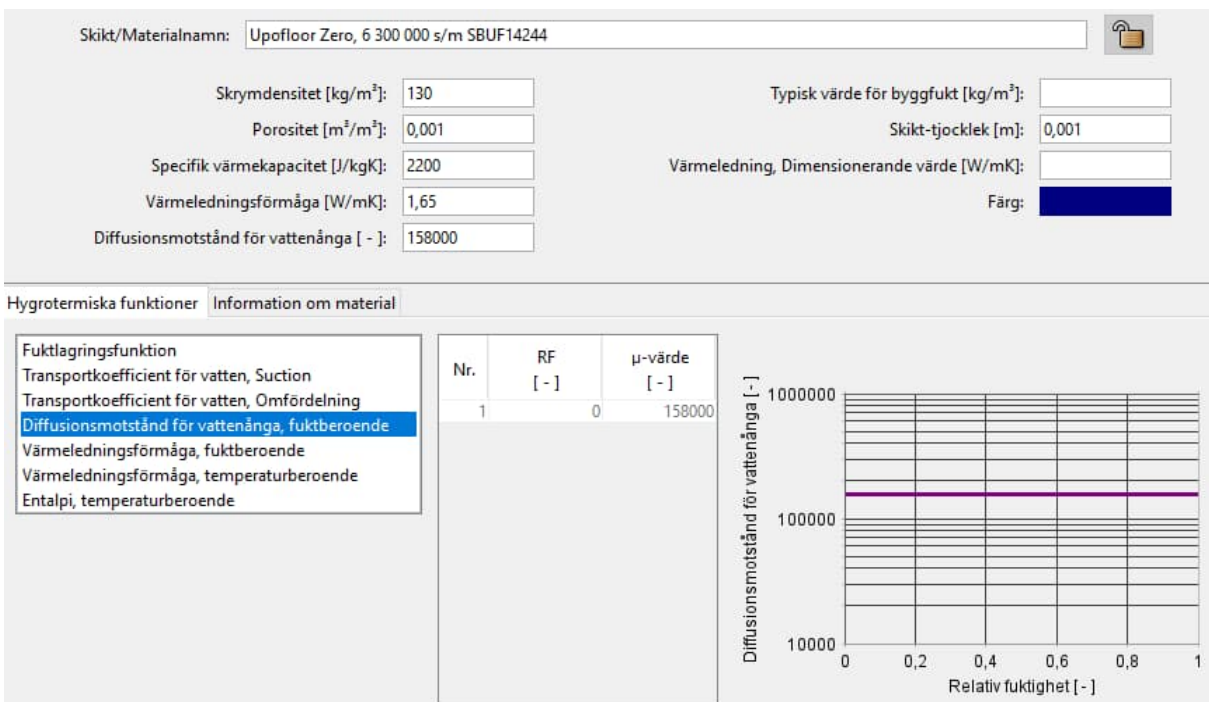 Skikt/Materialnamn: Upofloor Zero, 6 300 000 s/m SBUF14244
Skrymdensitet [kg/m³]: 130
Porositet [m³/m³]: 0,001
Specifik värmekapacitet [J/kgK]: 2200
Värmeledningsförmåga [W/mK]: 1,65
Diffusionsmotstånd för vattenånga [ - ]: 158000
Typisk värde för byggfukt [kg/m³]:
Skikt-tjocklek [m]: 0,001
Värmeledning, Dimensionerande värde [W/mK]:
Färg:
Hygrotermiska funktioner Information om material
Fuktlagringsfunktion
Transportkoefficient för vatten, Suction
Transportkoefficient för vatten, Omfördelning
Diffusionsmotstånd för vattenånga, fuktberoende
Värmeledningsförmåga, fuktberoende
Värmeledningsförmåga, temperaturberoende
Entalpi, temperaturberoende
Nr. RF [ - ] µ-värde [ - ]
1 0 158000
Diffusionsmotstånd för vattenånga [ - ]
1000000
100000
10000
0 0,2 0,4 0,6 0,8 1
Relativ fuktighet [ - ]